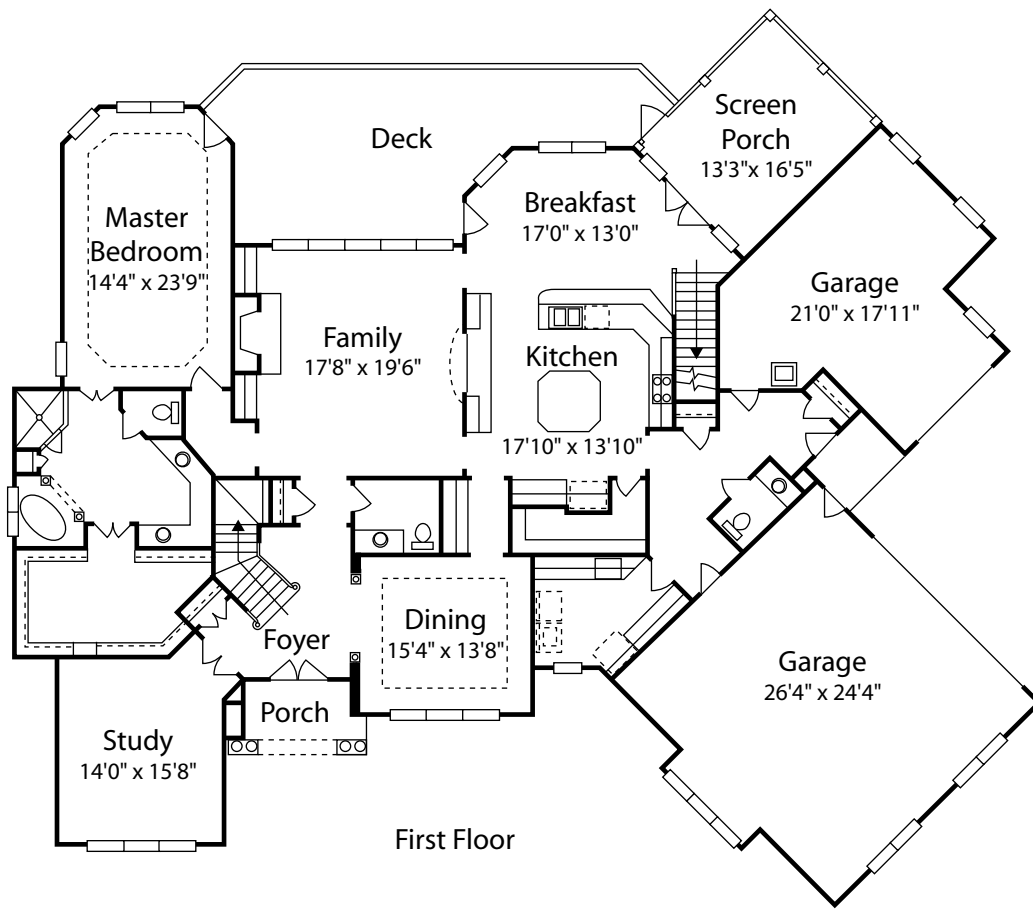 Deck
Screen
Porch
13'3"x 16'5"
Master
Bedroom
14'4" x 23'9"
Breakfast
17'0" x 13'0"
Garage
21'0" x 17'11"
Family
17'8" x 19'6"
Kitchen
17'10" x 13'10"
Foyer
Dining
15'4" x 13'8"
Garage
26'4" x 24'4"
Porch
Study
14'0" x 15'8"
First Floor